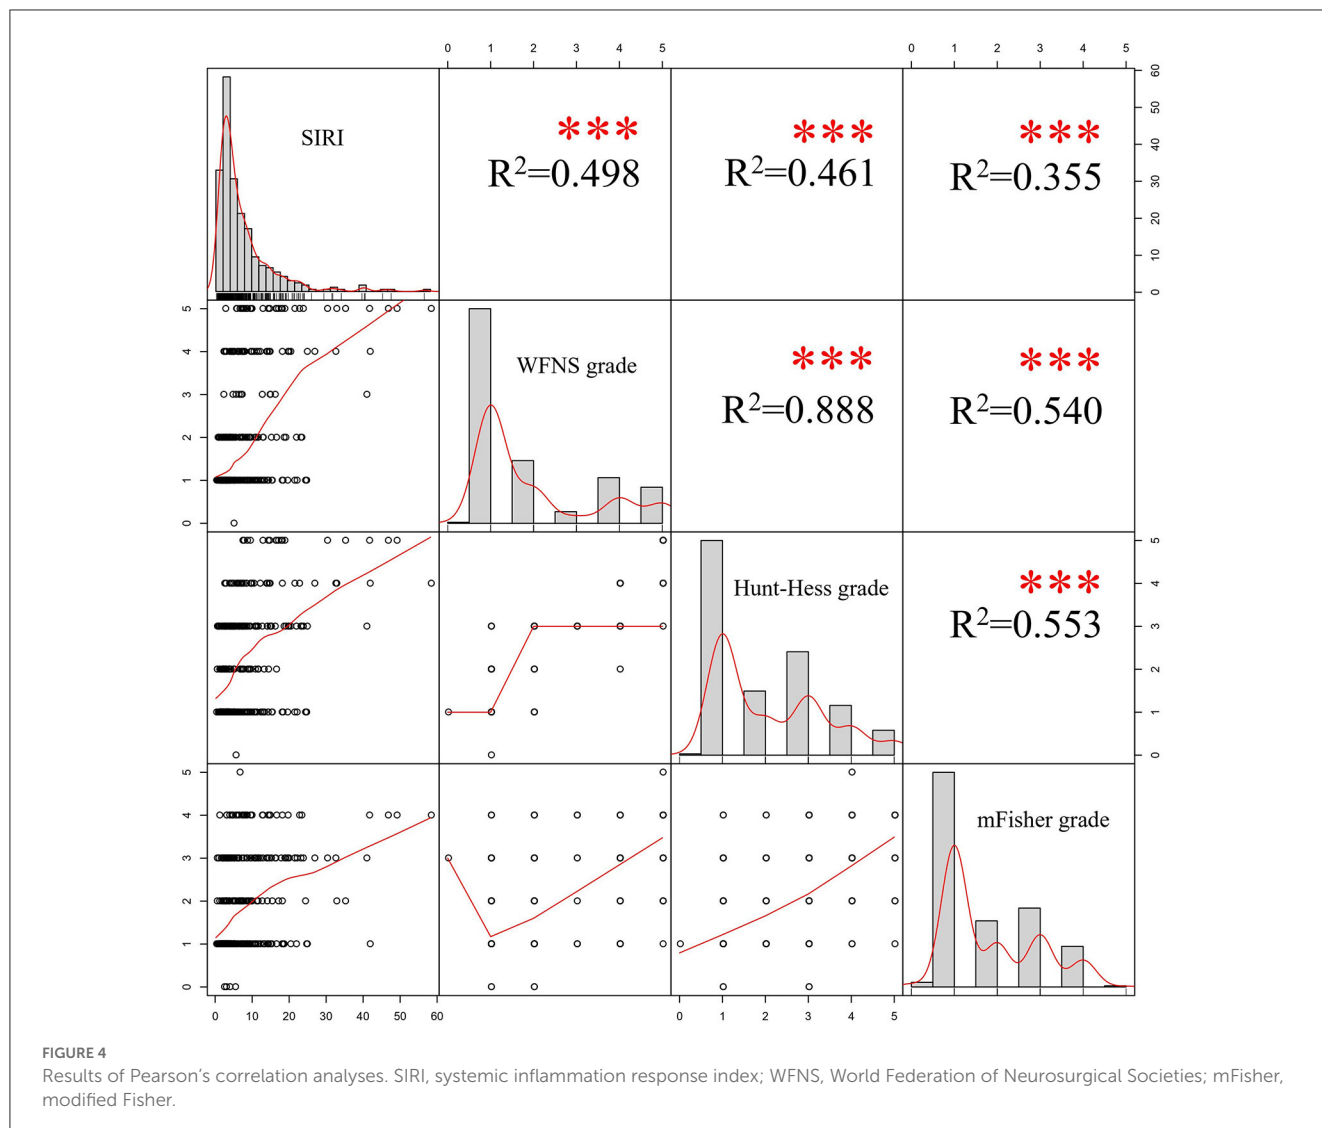 0 1 2 3 4 5 0 1 2 3 4 5
SIRI
***
R²=0.498
***
R²=0.461
***
R²=0.355
0 10 20 30 40 50 60
0 1 2 3 4 5
WFNS grade
***
R²=0.888
***
R²=0.540
Hunt-Hess grade
***
R²=0.553
0 1 2 3 4 5
0 1 2 3 4 5
mFisher grade
0 10 20 30 40 50 60 0 1 2 3 4 5
FIGURE 4
Results of Pearson's correlation analyses. SIRI, systemic inflammation response index; WFNS, World Federation of Neurosurgical Societies; mFisher,
modified Fisher.